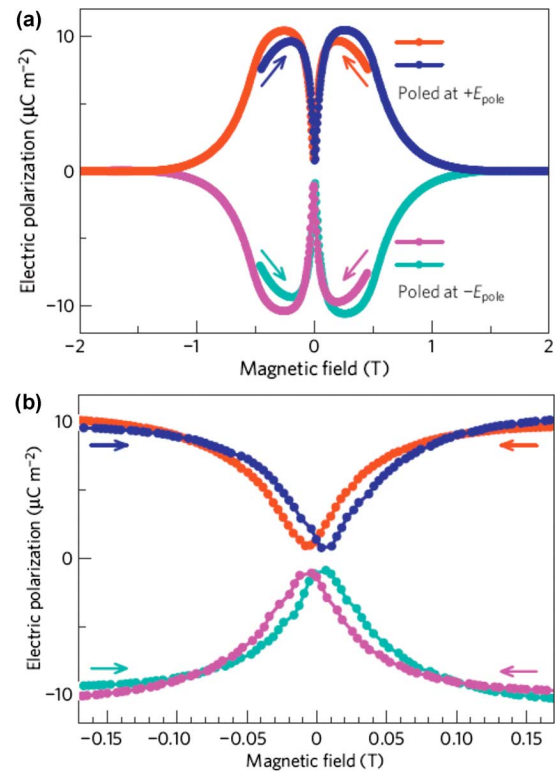 (a)
Electric polarization (μC m⁻²)
10
0
−10
Poled at +Epole
Poled at −Epole
−2 −1 0 1 2
Magnetic field (T)
(b)
Electric polarization (μC m⁻²)
10
0
−10
−0.15 −0.10 −0.05 0 0.05 0.10 0.15
Magnetic field (T)